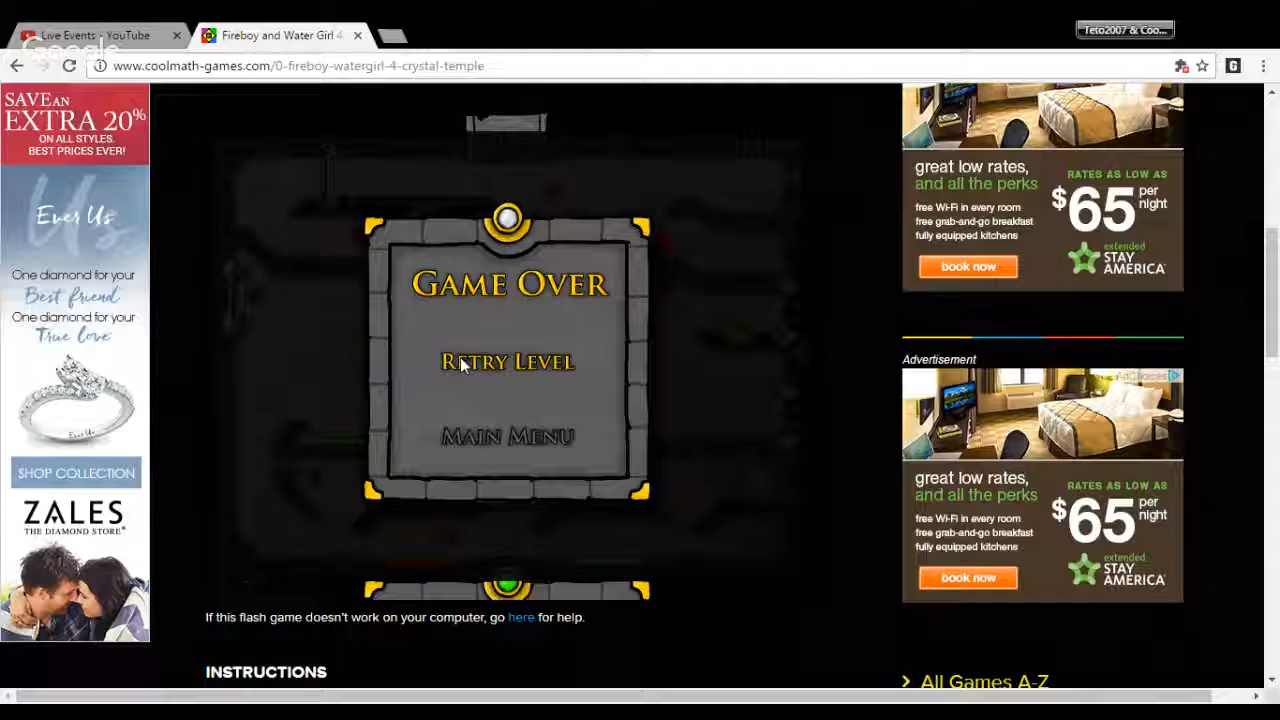 Live Events - YouTube
Fireboy and Water Girl 4
Teto2007 & Coo...
Google
www.coolmath-games.com/0-fireboy-watergirl-4-crystal-temple
SAVE AN
EXTRA 20%
ON ALL STYLES.
BEST PRICES EVER!
Ever Us
One diamond for your
Best friend
One diamond for your
True love
Ever Us
SHOP COLLECTION
ZALES
THE DIAMOND STORE®
GAME OVER
RETRY LEVEL
MAIN MENU
If this flash game doesn't work on your computer, go here for help.
INSTRUCTIONS
great low rates,
and all the perks
free Wi-Fi in every room
free grab-and-go breakfast
fully equipped kitchens
book now
RATES AS LOW AS
$65 per night
extended
STAY
AMERICA
Advertisement
AdChoices
great low rates,
and all the perks
free Wi-Fi in every room
free grab-and-go breakfast
fully equipped kitchens
book now
RATES AS LOW AS
$65 per night
extended
STAY
AMERICA
All Games A-Z